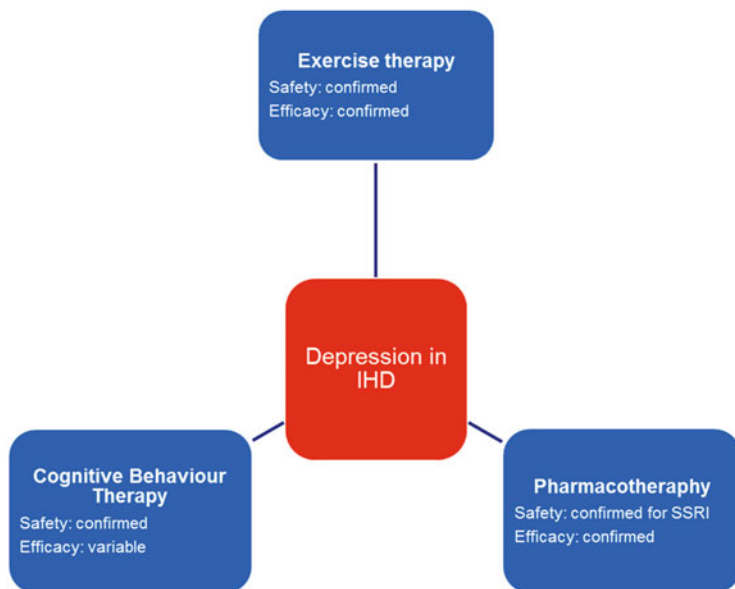 Exercise therapy
Safety: confirmed
Efficacy: confirmed
Depression in
IHD
Cognitive Behaviour
Therapy
Safety: confirmed
Efficacy: variable
Pharmacotheraphy
Safety: confirmed for SSRI
Efficacy: confirmed